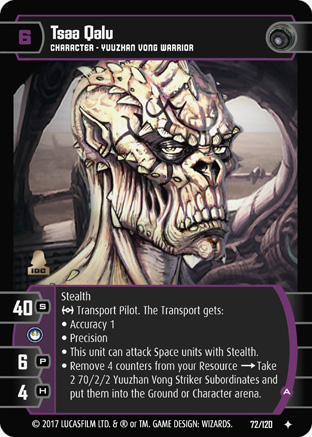 6
Tsaa Qalu
CHARACTER - YUUZHAN VONG WARRIOR
IDC
40 S
6 P
4 H
Stealth
Transport Pilot. The Transport gets:
• Accuracy 1
• Precision
• This unit can attack Space units with Stealth.
• Remove 4 counters from your Resource → Take
2 70/2/2 Yuuzhan Vong Striker Subordinates and
put them into the Ground or Character arena.
A
© 2017 LUCASFILM LTD. & ® or TM. GAME DESIGN: WIZARDS.
72/120